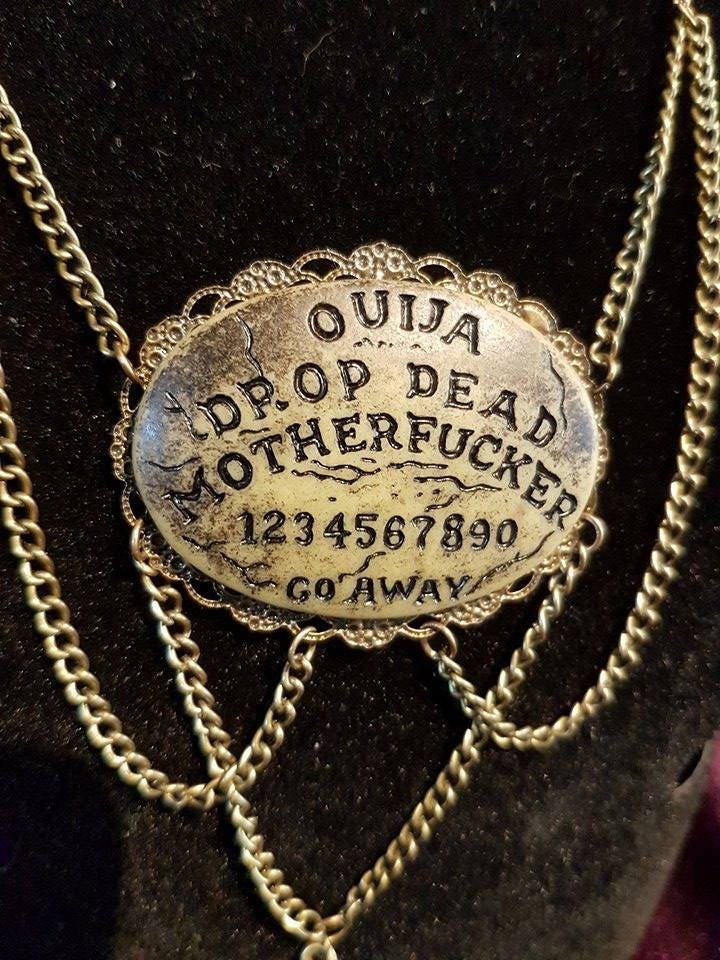 OUIJA
DROP DEAD
MOTHERFUCKER
1234567890
GO AWAY